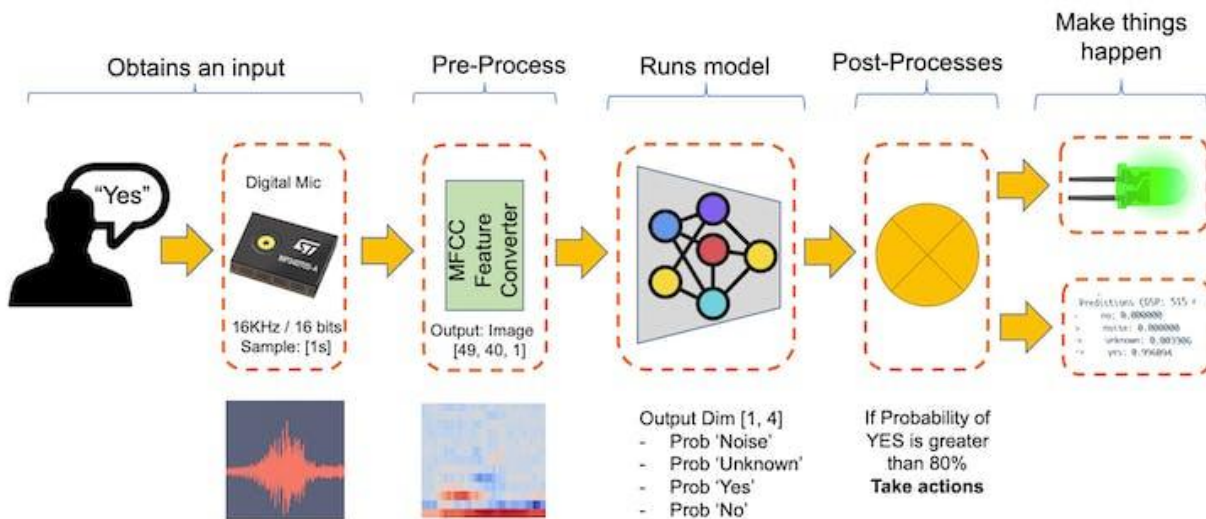 Obtains an input
Pre-Process
Runs model
Post-Processes
Make things
happen
“Yes”
Digital Mic
16KHz / 16 bits
Sample: [1s]
MFCC
Feature
Converter
Output: Image
[49, 40, 1]
Output Dim [1, 4]
- Prob ‘Noise’
- Prob ‘Unknown’
- Prob ‘Yes’
- Prob ‘No’
If Probability of
YES is greater
than 80%
Take actions
Predictions (DSP: 515
no: 0.000000
noise: 0.000000
unknown: 0.003906
yes: 0.996094